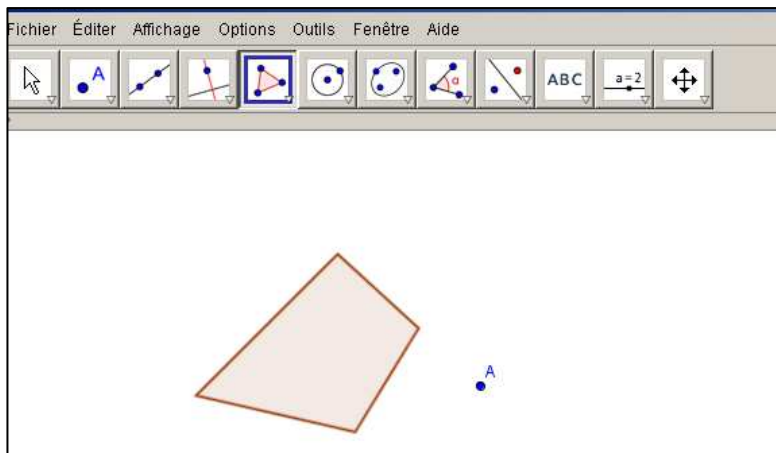 Fichier Éditer Affichage Options Outils Fenêtre Aide
A α ABC a=2
A